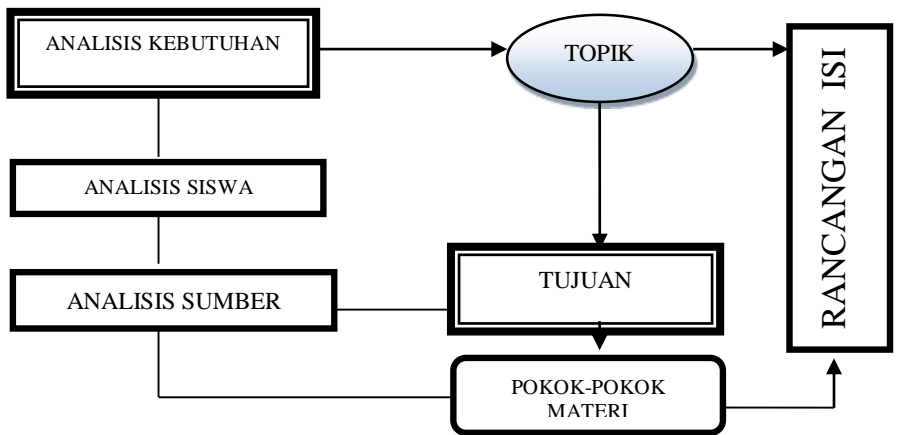 ANALISIS KEBUTUHAN
TOPIK
RANCANGAN ISI
ANALISIS SISWA
ANALISIS SUMBER
TUJUAN
POKOK-POKOK
MATERI